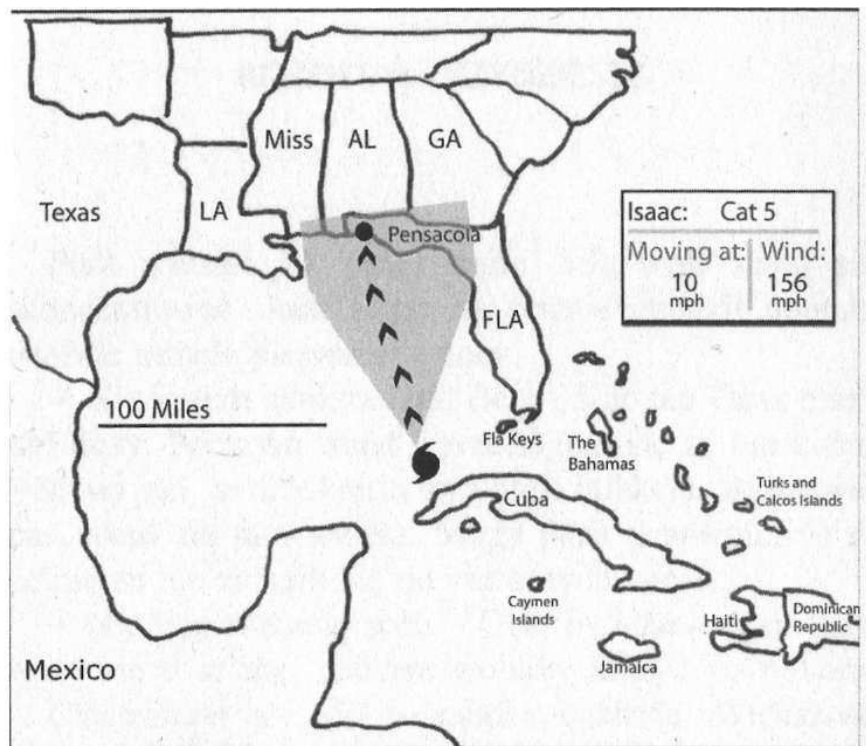 Miss
AL
GA
Texas
LA
Pensacola
Isaac: Cat 5
Moving at: Wind:
10 156
mph mph
FLA
100 Miles
Fla Keys
The
Bahamas
Cuba
Turks and
Calcos Islands
Caymen
Islands
Haiti
Dominican
Republic
Jamaica
Mexico